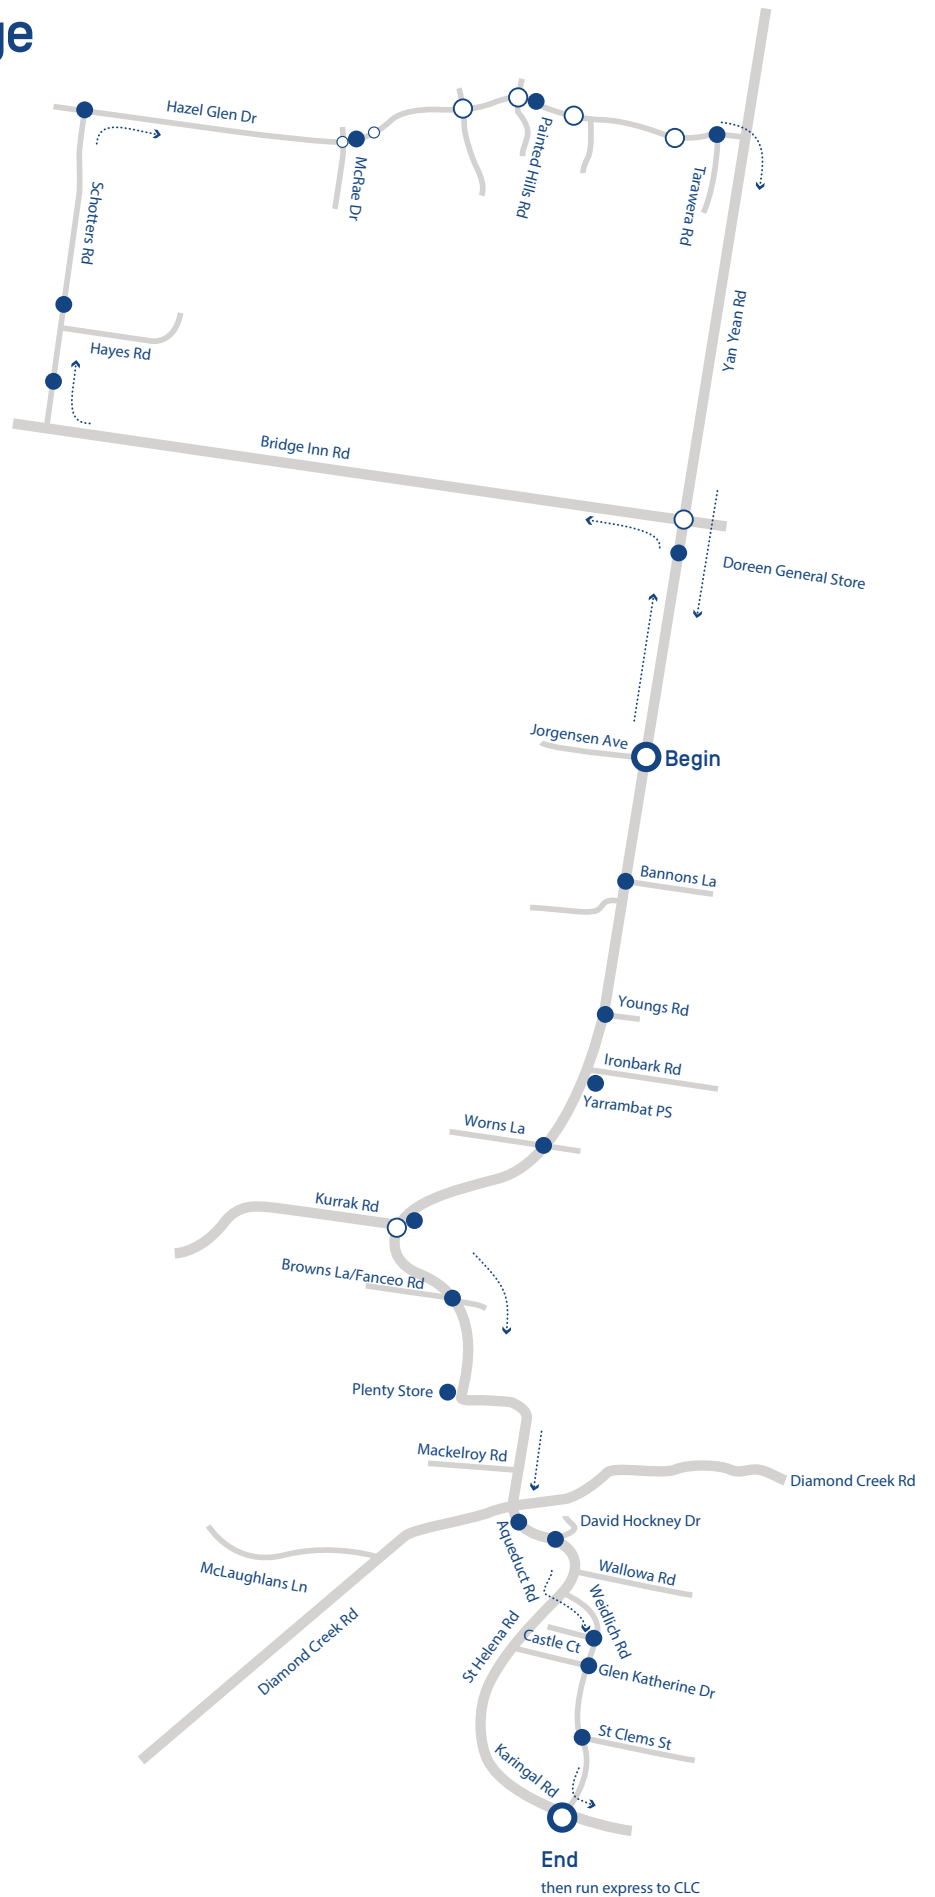 Hazel Glen Dr
McRae Dr
Painted Hills Rd
Tarawera Rd
Schotters Rd
Hayes Rd
Yan Yean Rd
Bridge Inn Rd
Doreen General Store
Jorgensen Ave
Begin
Bannons La
Youngs Rd
Ironbark Rd
Yarrambat PS
Worns La
Kurrak Rd
Browns La/Fanceo Rd
Plenty Store
Mackelroy Rd
Diamond Creek Rd
David Hockney Dr
Aqueduct Rd
Wallowa Rd
McLaughlans Ln
Weidlich Rd
Castle Ct
St Helena Rd
Diamond Creek Rd
Glen Katherine Dr
St Clems St
Karingal Rd
End
then run express to CLC